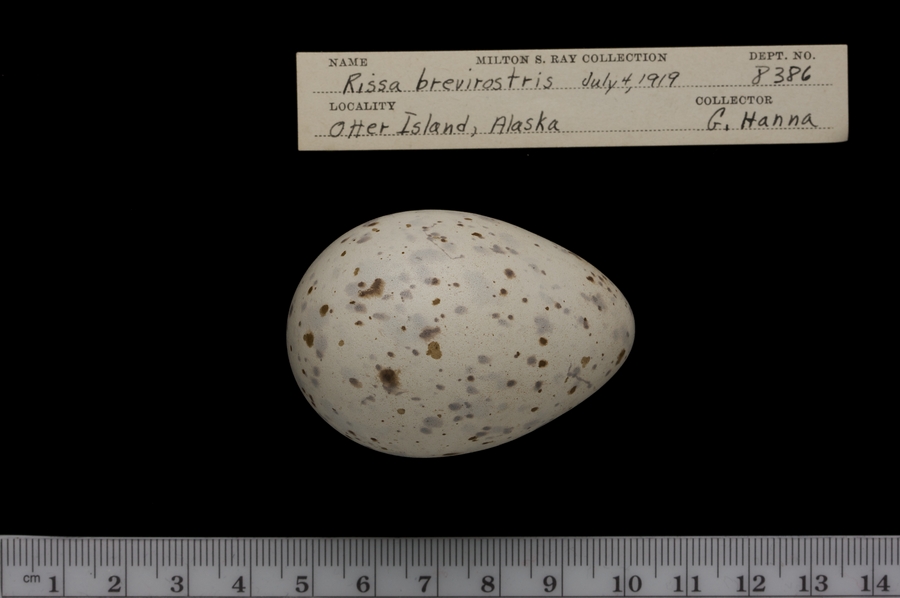 NAME MILTON S. RAY COLLECTION DEPT. NO.
Rissa brevirostris July 4, 1919 8386
LOCALITY COLLECTOR
Otter Island, Alaska G. Hanna
cm 1 2 3 4 5 6 7 8 9 10 11 12 13 14